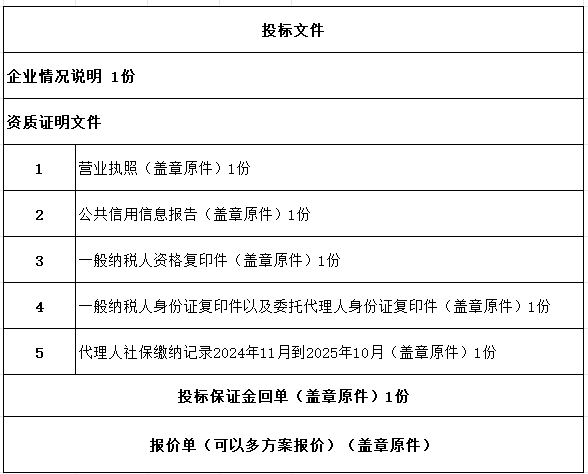 投标文件
企业情况说明 1份
资质证明文件
1 营业执照（盖章原件）1份
2 公共信用信息报告（盖章原件）1份
3 一般纳税人资格复印件（盖章原件）1份
4 一般纳税人身份证复印件以及委托代理人身份证复印件（盖章原件）1份
5 代理人社保缴纳记录2024年11月到2025年10月（盖章原件）1份
投标保证金回单（盖章原件）1份
报价单（可以多方案报价）（盖章原件）